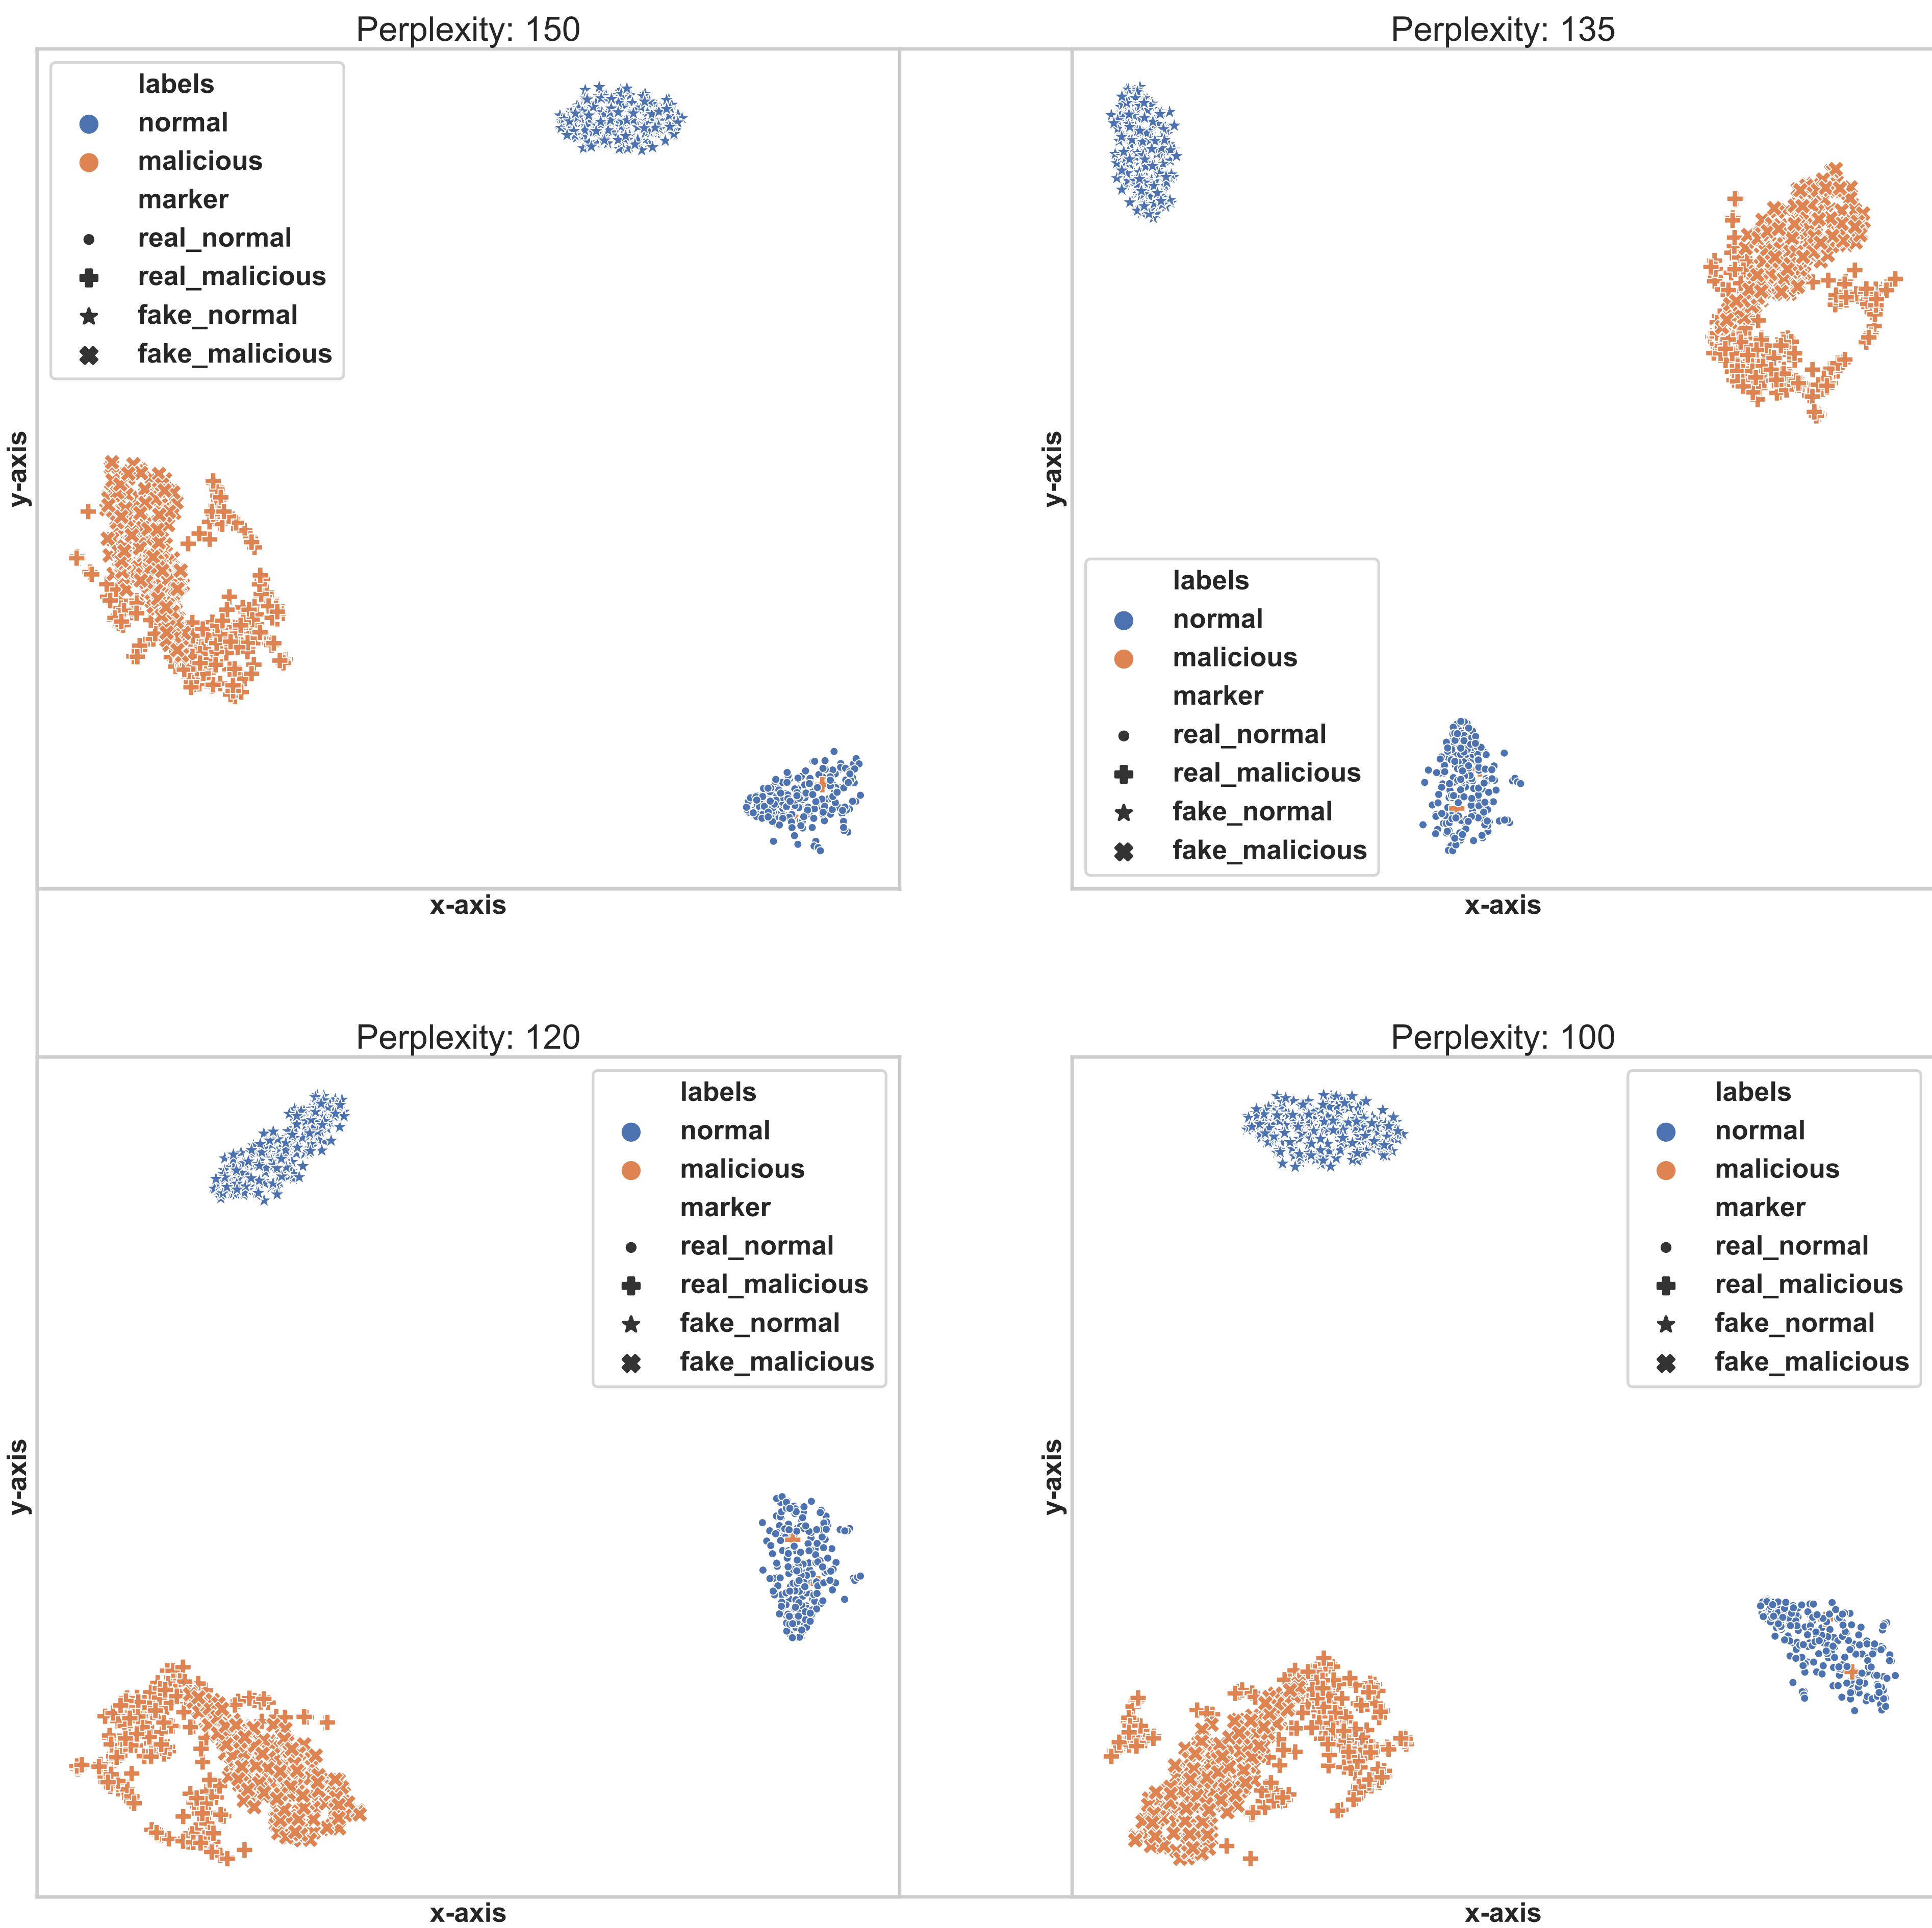 Perplexity: 150
labels
normal
malicious
marker
real_normal
real_malicious
fake_normal
fake_malicious
y-axis
x-axis
Perplexity: 135
labels
normal
malicious
marker
real_normal
real_malicious
fake_normal
fake_malicious
y-axis
x-axis
Perplexity: 120
labels
normal
malicious
marker
real_normal
real_malicious
fake_normal
fake_malicious
y-axis
x-axis
Perplexity: 100
labels
normal
malicious
marker
real_normal
real_malicious
fake_normal
fake_malicious
y-axis
x-axis